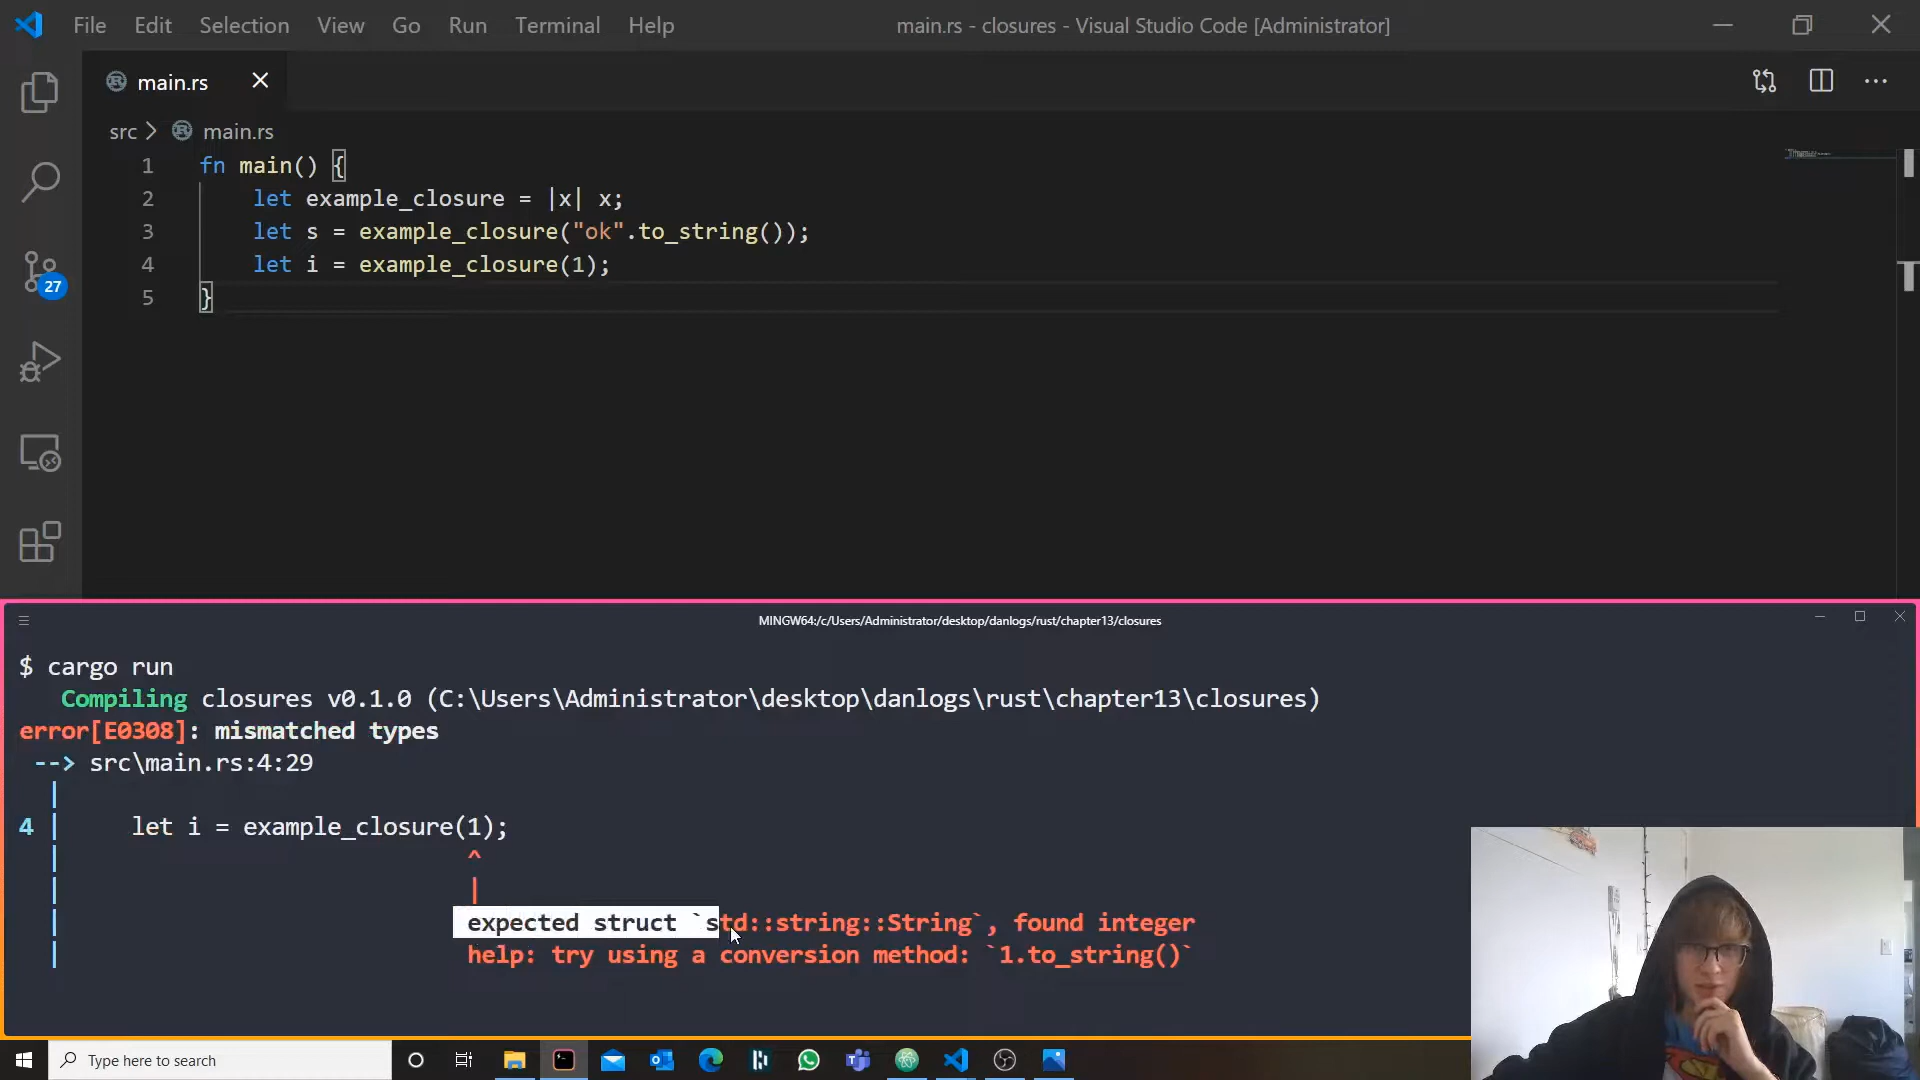 File Edit Selection View Go Run Terminal Help
main.rs - closures - Visual Studio Code [Administrator]
main.rs
src > main.rs
1 fn main() {
2 let example_closure = |x| x;
3 let s = example_closure("ok".to_string());
4 let i = example_closure(1);
5 }
27
MINGW64:/c/Users/Administrator/desktop/danlogs/rust/chapter13/closures
$ cargo run
Compiling closures v0.1.0 (C:\Users\Administrator\desktop\danlogs\rust\chapter13\closures)
error[E0308]: mismatched types
--> src\main.rs:4:29
|
4 | let i = example_closure(1);
| ^
| |
| expected struct `std::string::String`, found integer
| help: try using a conversion method: `1.to_string()`
Type here to search